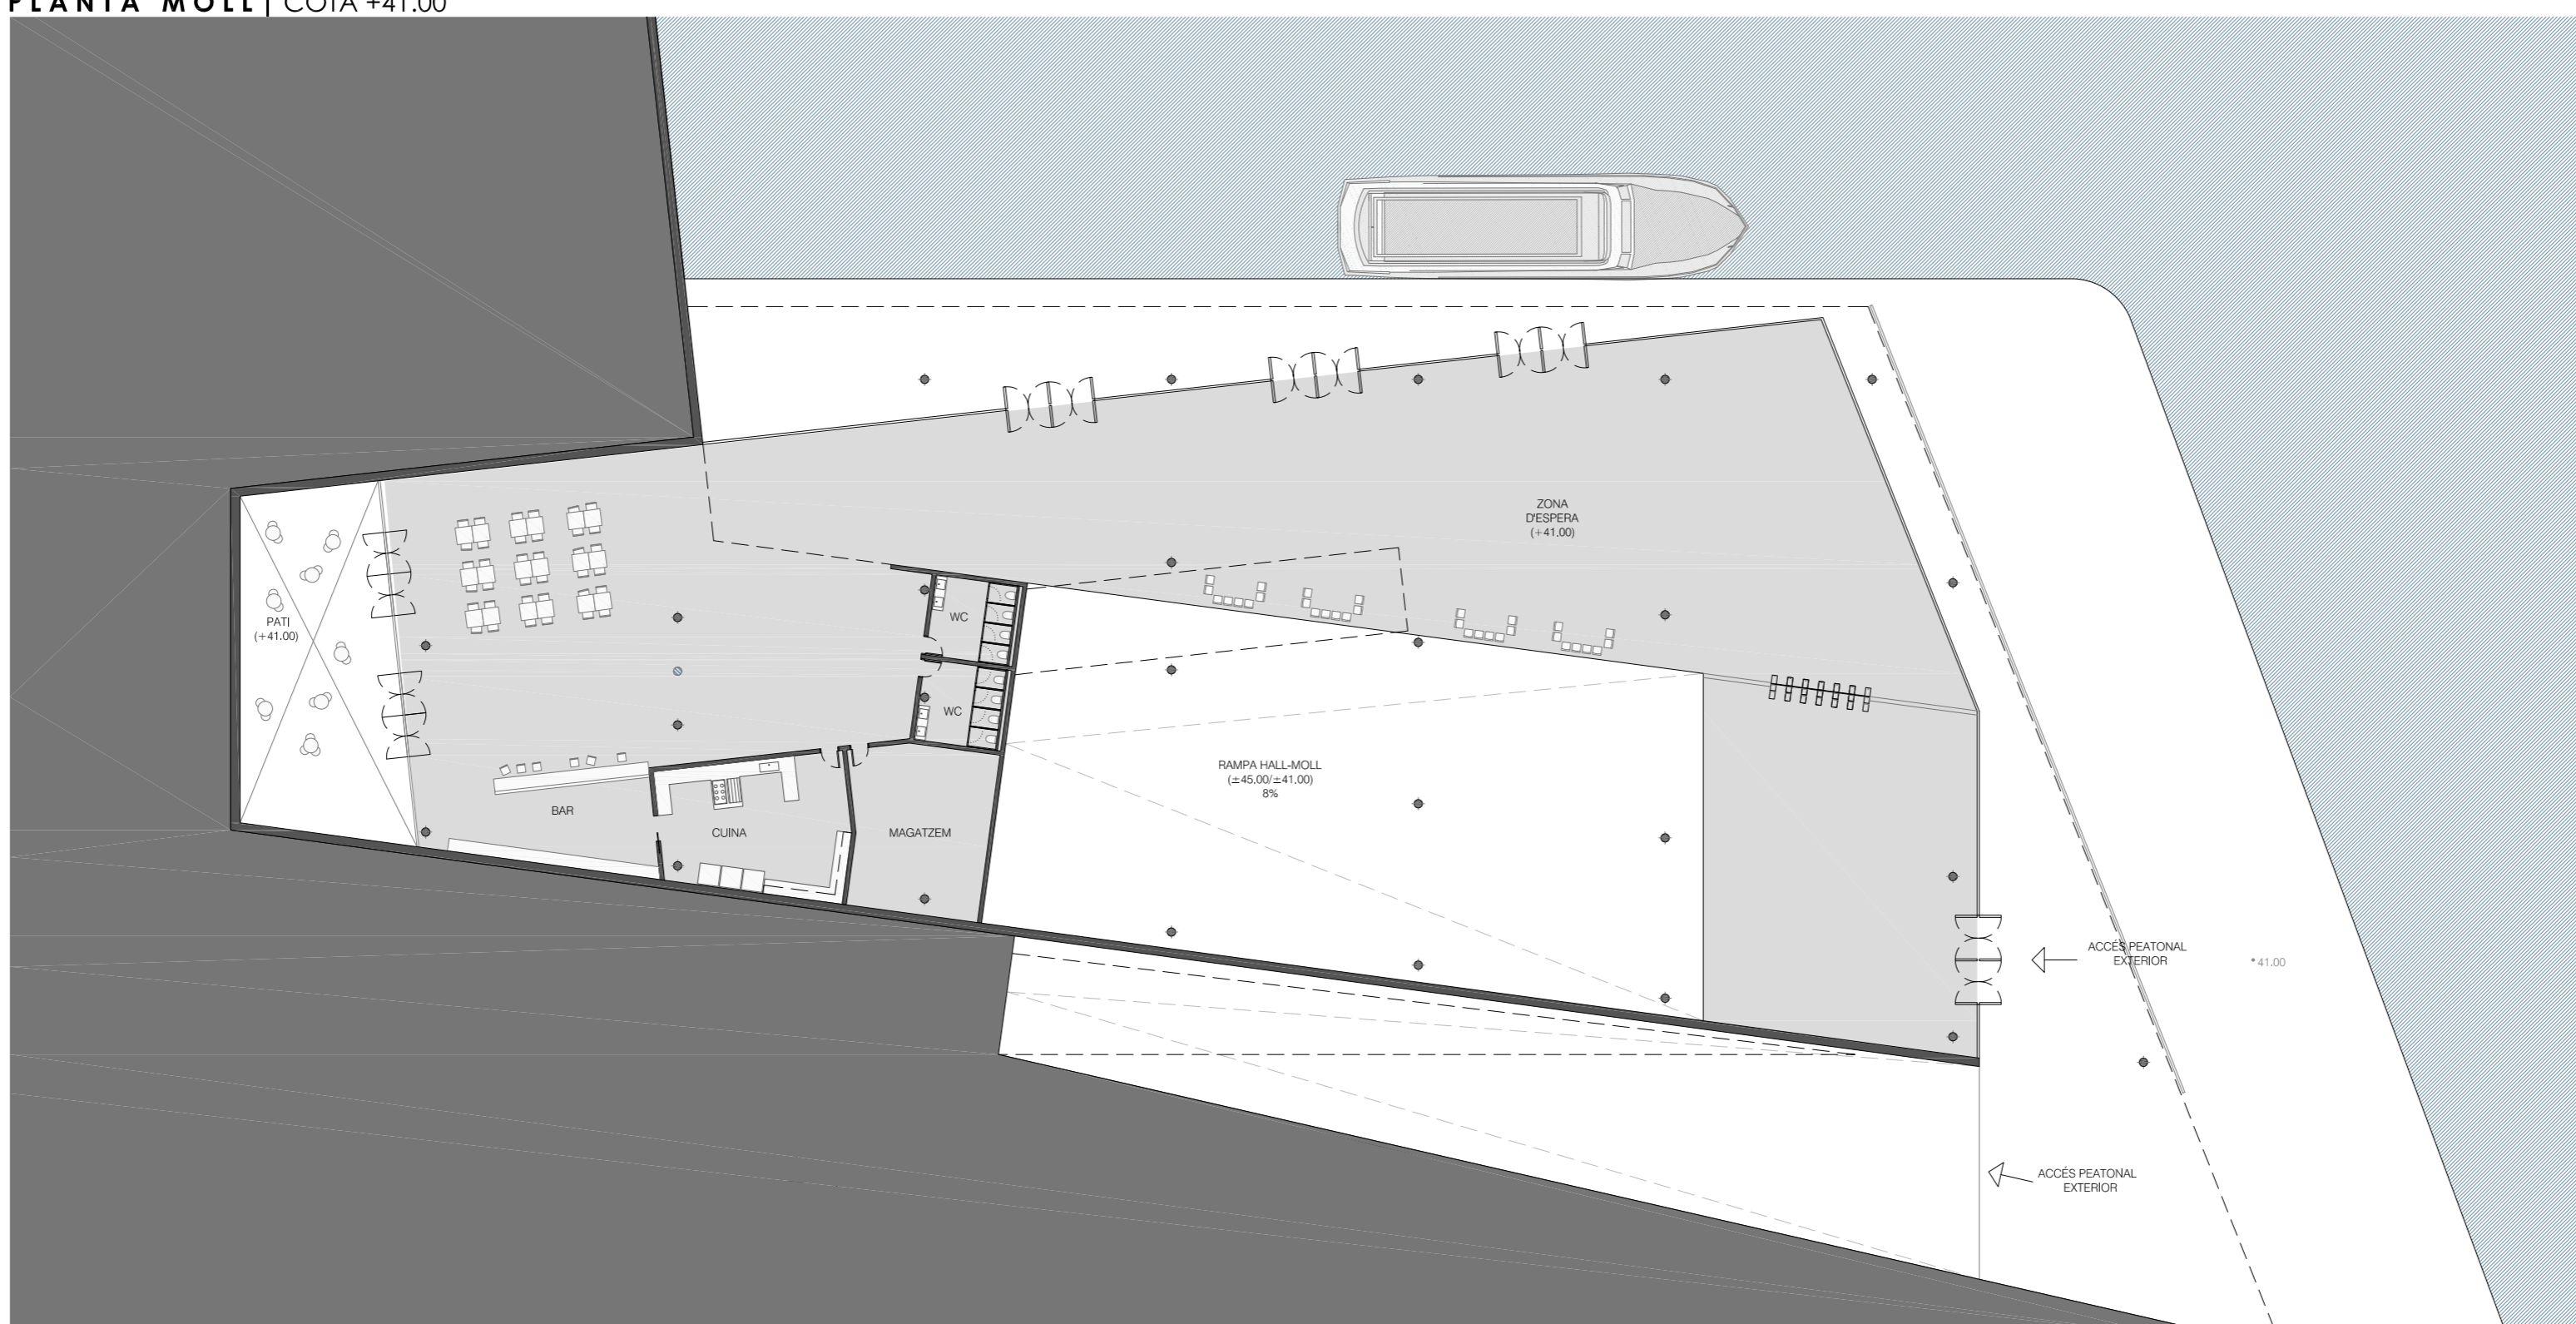 PLANTA MOLL | COTA +41.00
ZONA
D'ESPERA
(+41.00)
WC
PATI
(+41.00)
WC
RAMPA HALL-MOLL
(±45.00/±41.00)
8%
BAR
CUINA
MAGATZEM
ACCÉS PEATONAL
EXTERIOR
41.00
ACCÉS PEATONAL
EXTERIOR